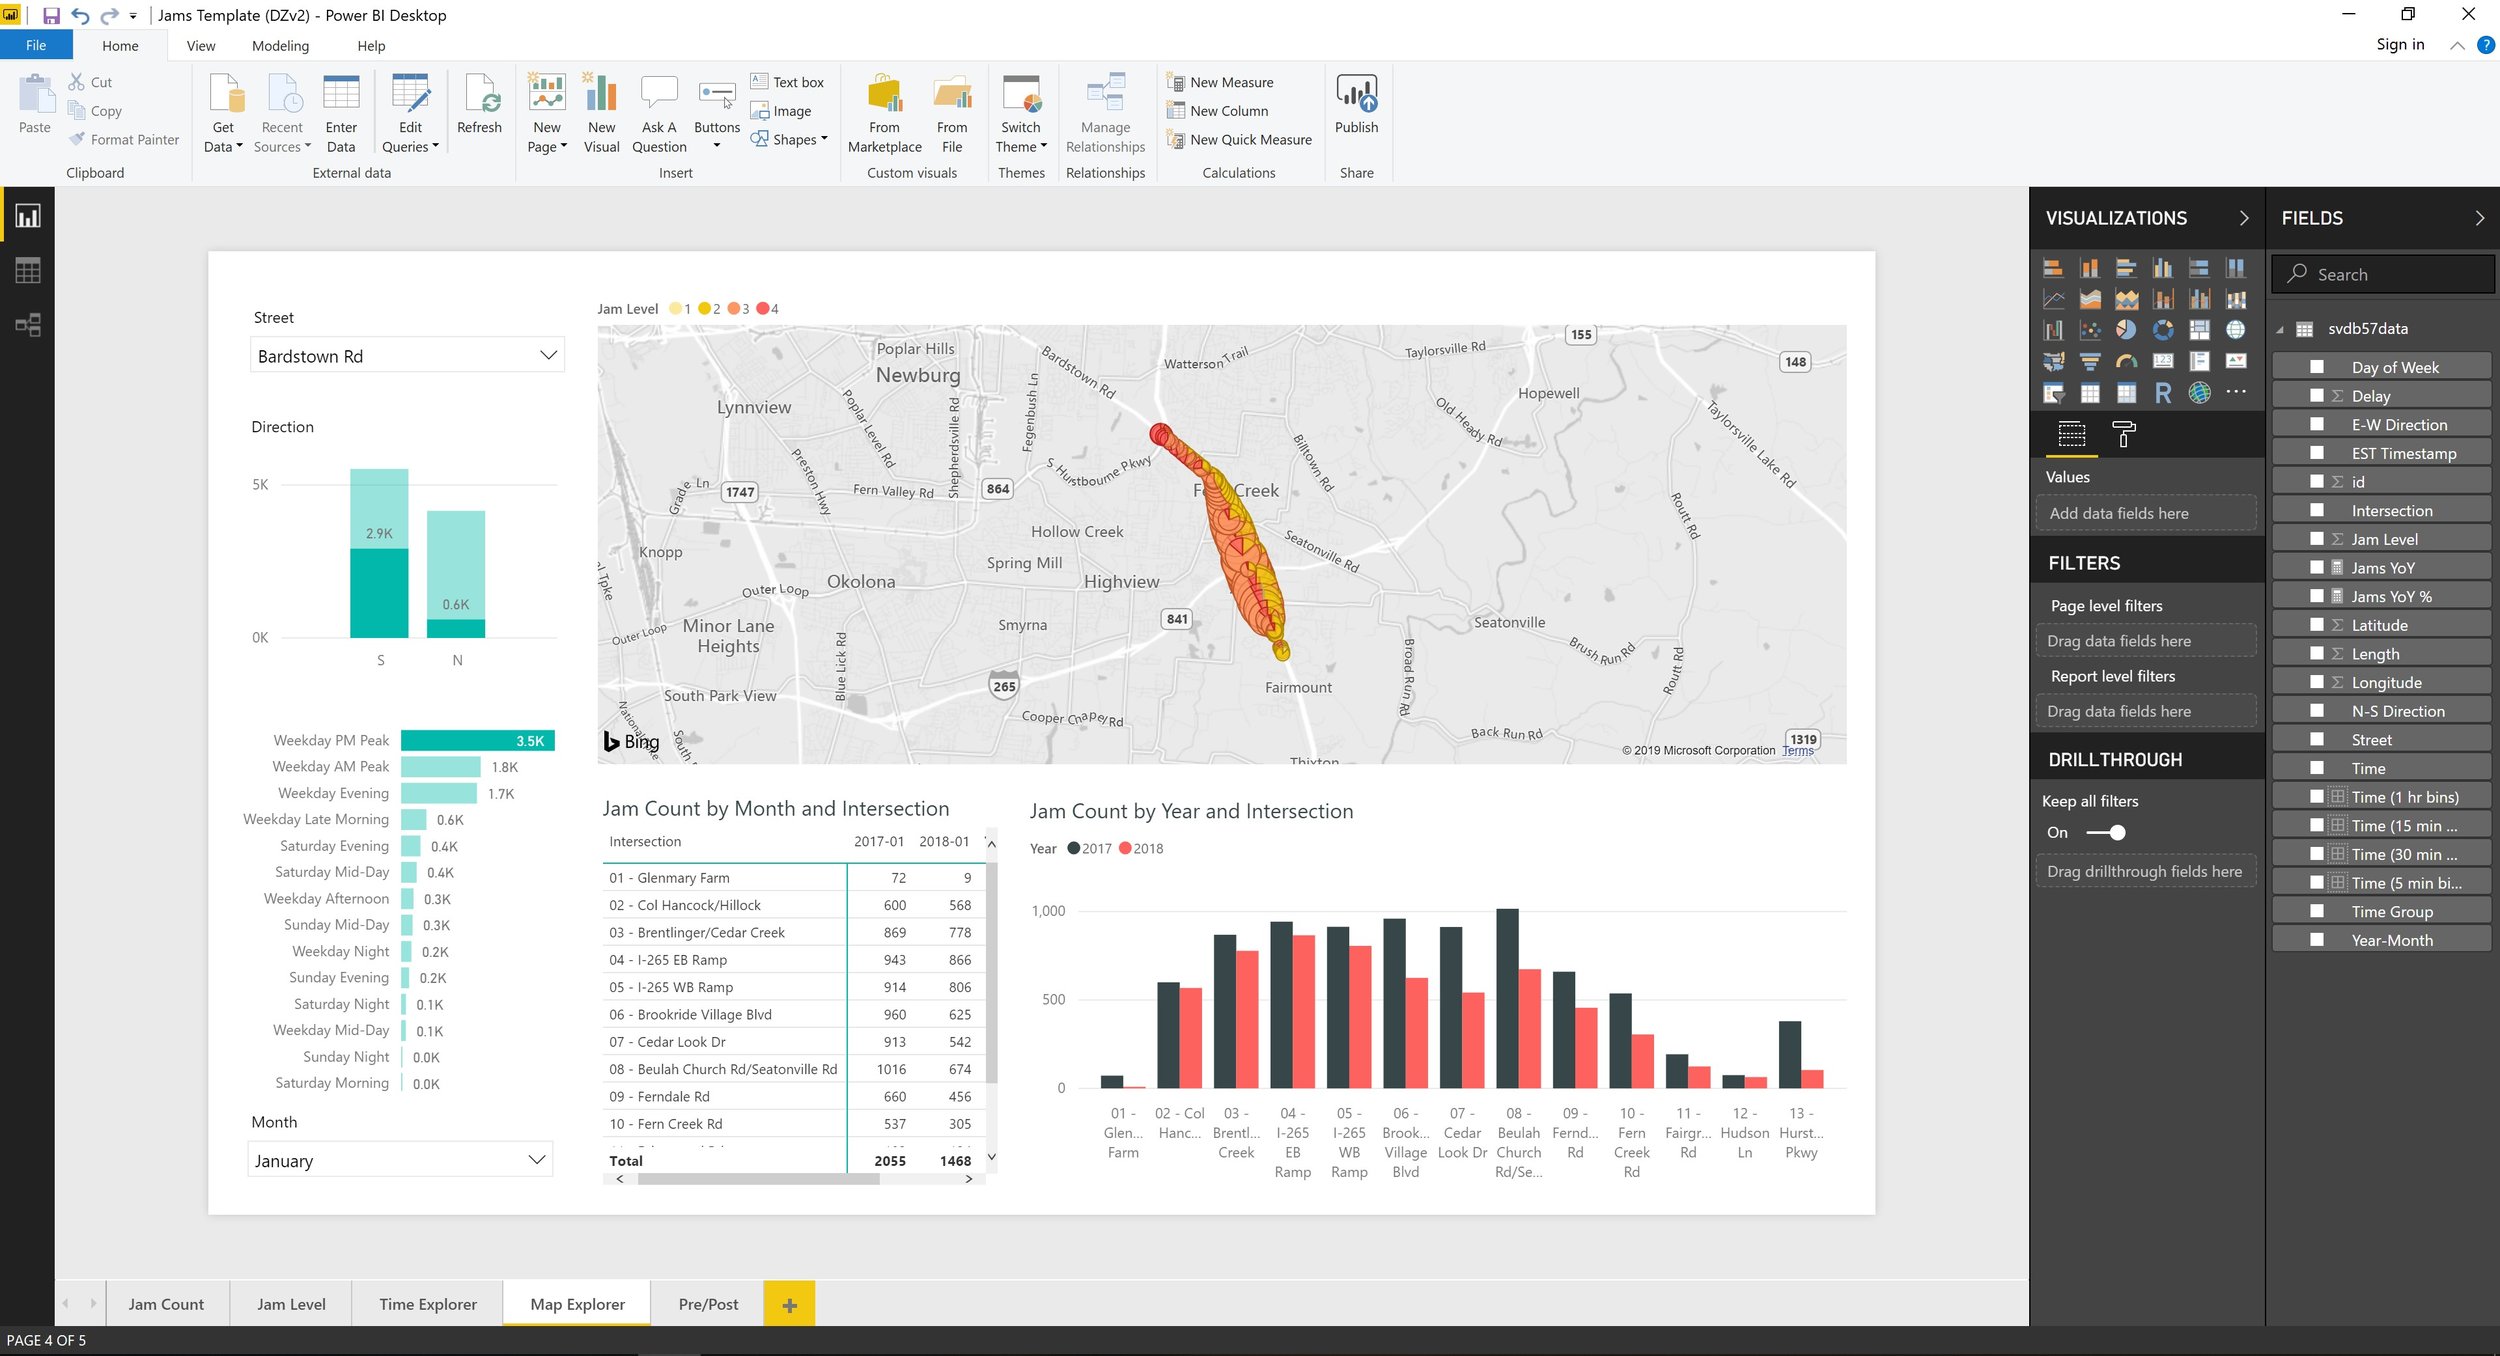 Jams Template (DZv2) - Power BI Desktop
File Home View Modeling Help Sign in
Paste Cut Copy Format Painter
Clipboard
Get Data Recent Sources Enter Data Edit Queries Refresh
External data
New Page New Visual Ask A Question Buttons Text box Image Shapes
Insert
From Marketplace From File
Custom visuals
Switch Theme
Themes
Manage Relationships
Relationships
New Measure
New Column
New Quick Measure
Calculations
Publish
Share
Street
Bardstown Rd
Direction
5K
2.9K
0.6K
0K
S N
Weekday PM Peak 3.5K
Weekday AM Peak 1.8K
Weekday Evening 1.7K
Weekday Late Morning 0.6K
Saturday Evening 0.4K
Saturday Mid-Day 0.4K
Weekday Afternoon 0.3K
Sunday Mid-Day 0.3K
Weekday Night 0.2K
Sunday Evening 0.2K
Saturday Night 0.1K
Weekday Mid-Day 0.1K
Sunday Night 0.0K
Saturday Morning 0.0K
Month
January
Jam Level 1 2 3 4
Poplar Hills
Newburg
Lynnview
Bardstown Rd
Watterson Trail
Taylorsville Rd
155
148
Hopewell
Old Heady Rd
Taylorsville Lake Rd
Poplar Level Rd
Shepherdsville Rd
Fegenbush Ln
S Hurstbourne Pkwy
Billtown Rd
Preston Hwy
Grade Ln
1747
Fern Valley Rd
864
Creek
Routt Rd
Hollow Creek
Knopp
Spring Mill
Seatonville Rd
Okolona
Highview
Outer Loop
Outer Loop
841
Minor Lane
Heights
Smyrna
Seatonville
Brush Run Rd
Blue Lick Rd
Broad Run Rd
Routt Rd
South Park View
265
Fairmount
Cooper Chapel Rd
Back Run Rd
1319
Bing
Thixton
© 2019 Microsoft Corporation Terms
Jam Count by Month and Intersection
Intersection 2017-01 2018-01
01 - Glenmary Farm 72 9
02 - Col Hancock/Hillock 600 568
03 - Brentlinger/Cedar Creek 869 778
04 - I-265 EB Ramp 943 866
05 - I-265 WB Ramp 914 806
06 - Brookride Village Blvd 960 625
07 - Cedar Look Dr 913 542
08 - Beulah Church Rd/Seatonville Rd 1016 674
09 - Ferndale Rd 660 456
10 - Fern Creek Rd 537 305
Total 2055 1468
Jam Count by Year and Intersection
Year 2017 2018
1,000
500
0
01 - 02 - Col 03 - 04 - 05 - 06 - 07 - 08 - 09 - 10 - 11 - 12 - 13 -
Glen... Hanc... Brentl... I-265 I-265 Brook... Cedar Beulah Fernd... Fern Fairgr... Hudson Hurst...
Farm Creek EB WB Village Look Dr Church Rd Creek Rd Ln Pkwy
Ramp Ramp Blvd Rd/Se... Rd
VISUALIZATIONS
Values
Add data fields here
FILTERS
Page level filters
Drag data fields here
Report level filters
Drag data fields here
DRILLTHROUGH
Keep all filters
On
Drag drillthrough fields here
FIELDS
Search
svdb57data
Day of Week
Delay
E-W Direction
EST Timestamp
id
Intersection
Jam Level
Jams YoY
Jams YoY %
Latitude
Length
Longitude
N-S Direction
Street
Time
Time (1 hr bins)
Time (15 min ...
Time (30 min ...
Time (5 min bi...
Time Group
Year-Month
Jam Count Jam Level Time Explorer Map Explorer Pre/Post
PAGE 4 OF 5